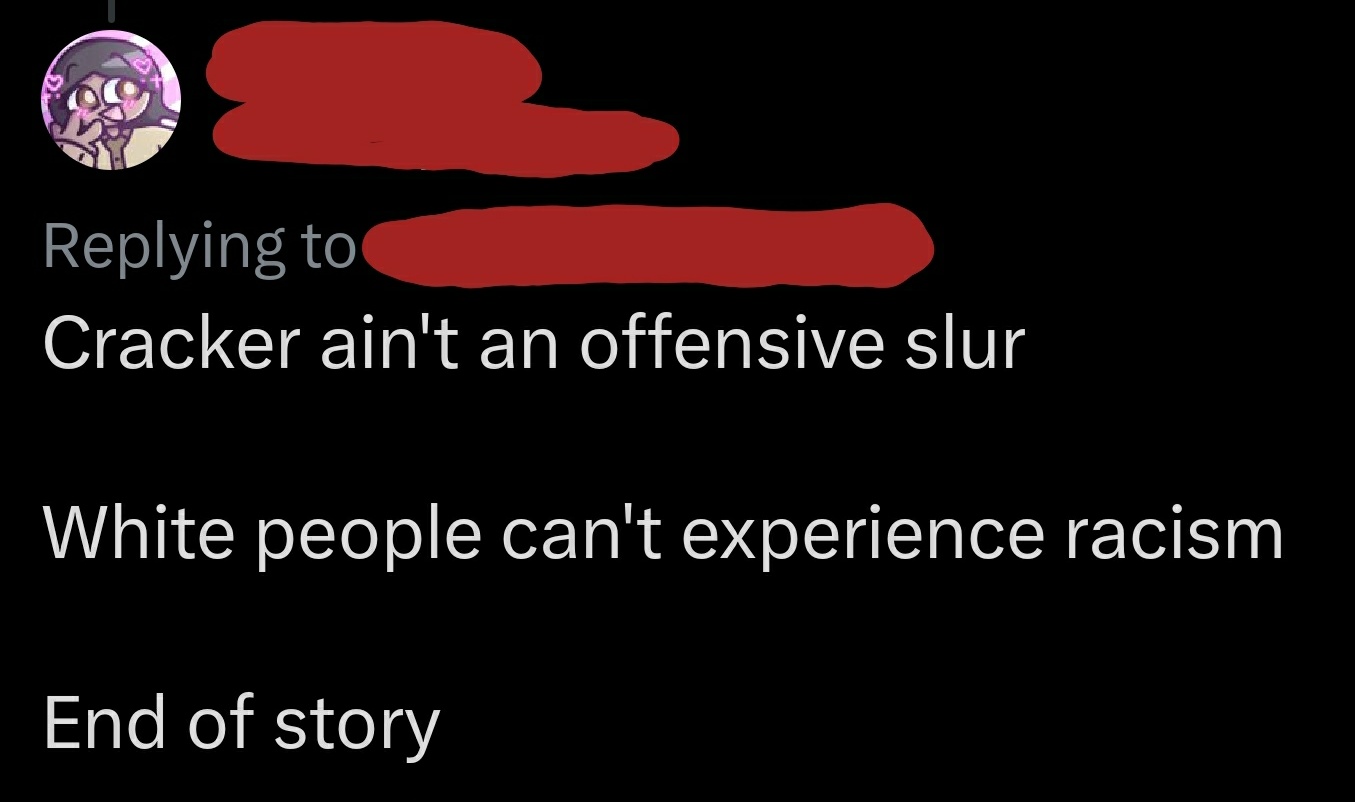 Replying to
Cracker ain't an offensive slur
White people can't experience racism
End of story